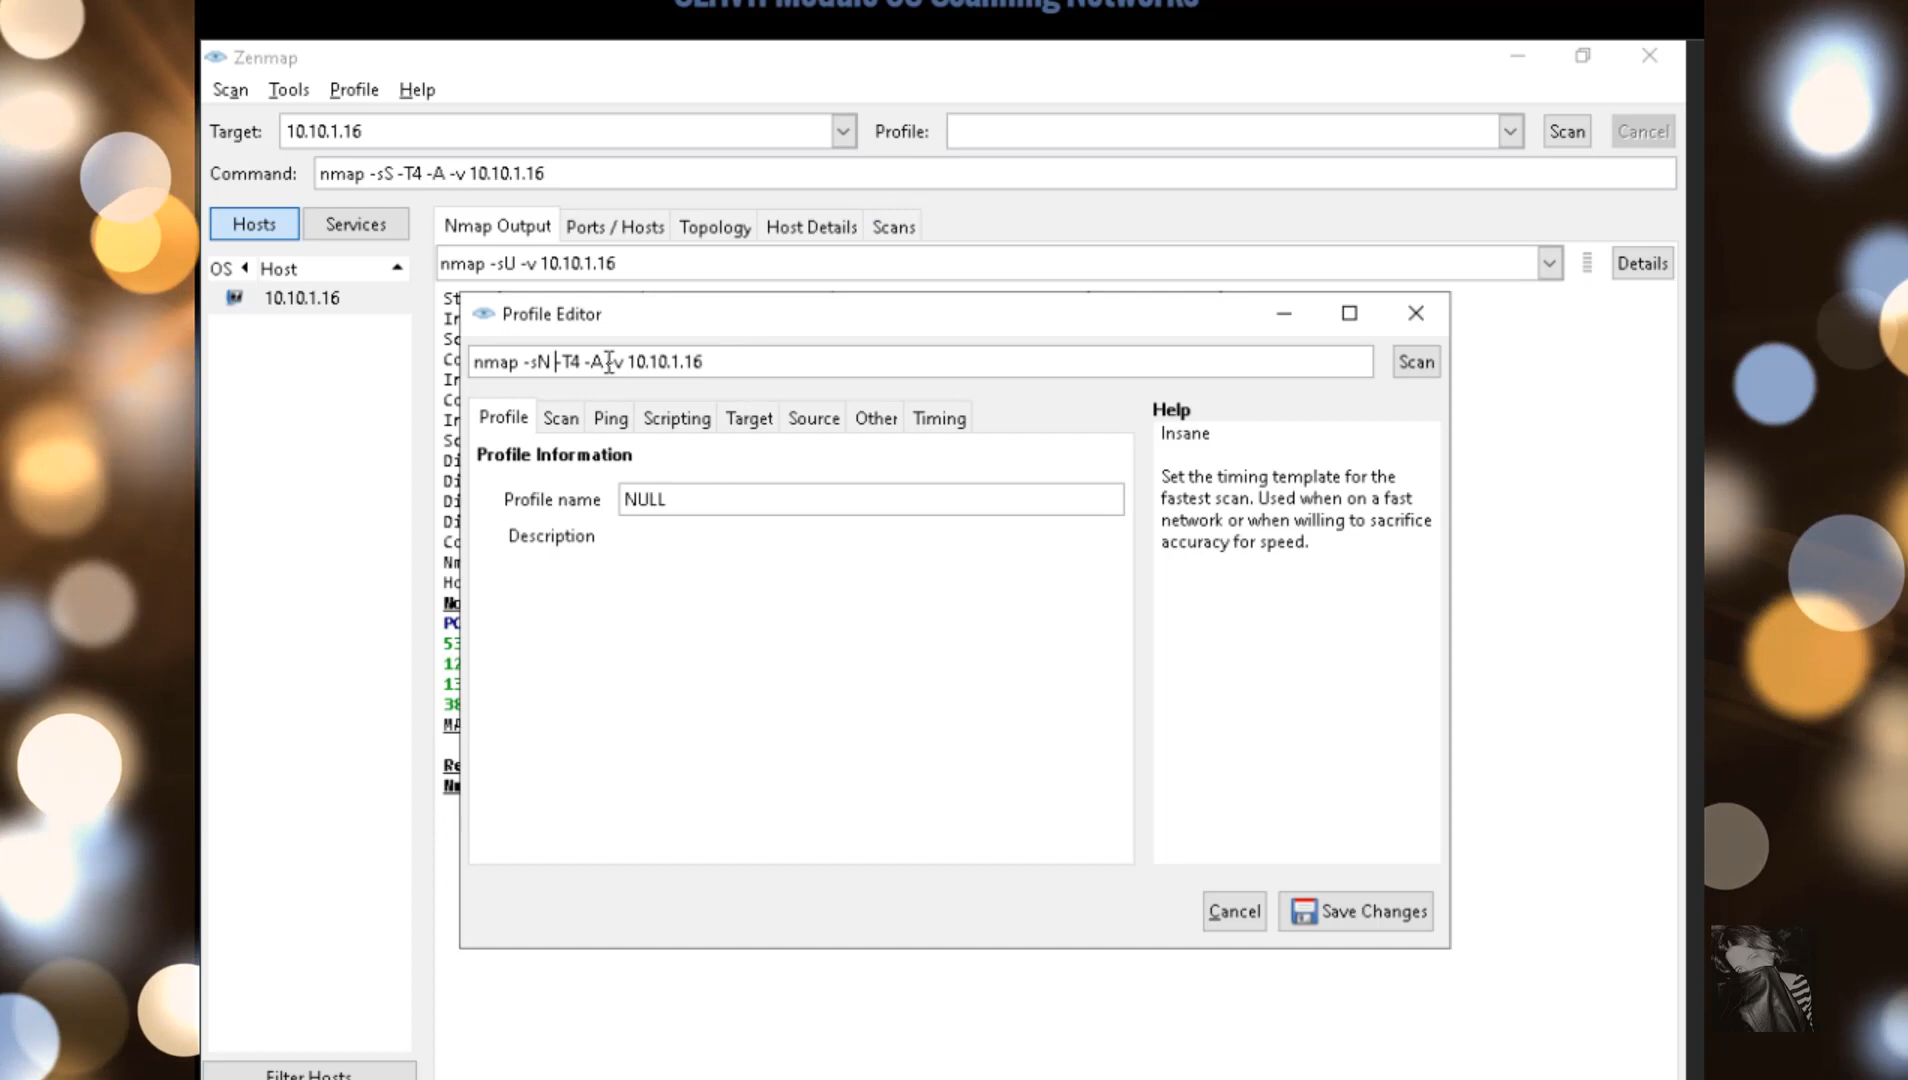 CEHv11 Module 03 Scanning Networks
Zenmap
Scan Tools Profile Help
Target: 10.10.1.16 Profile: Scan Cancel
Command: nmap -sS -T4 -A -v 10.10.1.16
Hosts Services Nmap Output Ports / Hosts Topology Host Details Scans
OS Host nmap -sU -v 10.10.1.16 Details
10.10.1.16
Profile Editor
nmap -sN -T4 -A -v 10.10.1.16 Scan
Profile Scan Ping Scripting Target Source Other Timing
Profile Information
Profile name NULL
Description
Help
Insane
Set the timing template for the
fastest scan. Used when on a fast
network or when willing to sacrifice
accuracy for speed.
Cancel Save Changes
Filter Hosts